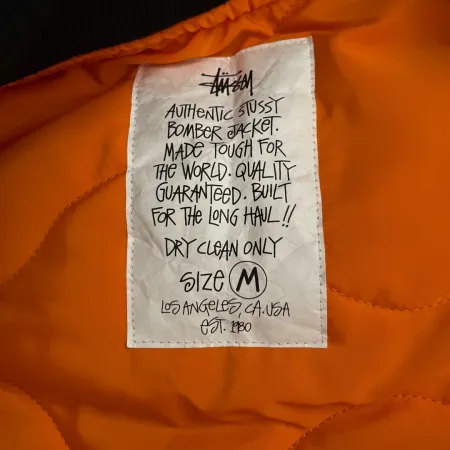 Stüssy
AUTHENTIC STUSSY
BOMBER JACKET.
MADE TOUGH FOR
THE WORLD. QUALITY
GUARANTEED. BUILT
FOR THE LONG HAUL!!
DRY CLEAN ONLY
SIZE M
LOS ANGELES, CA. USA
EST. 1980